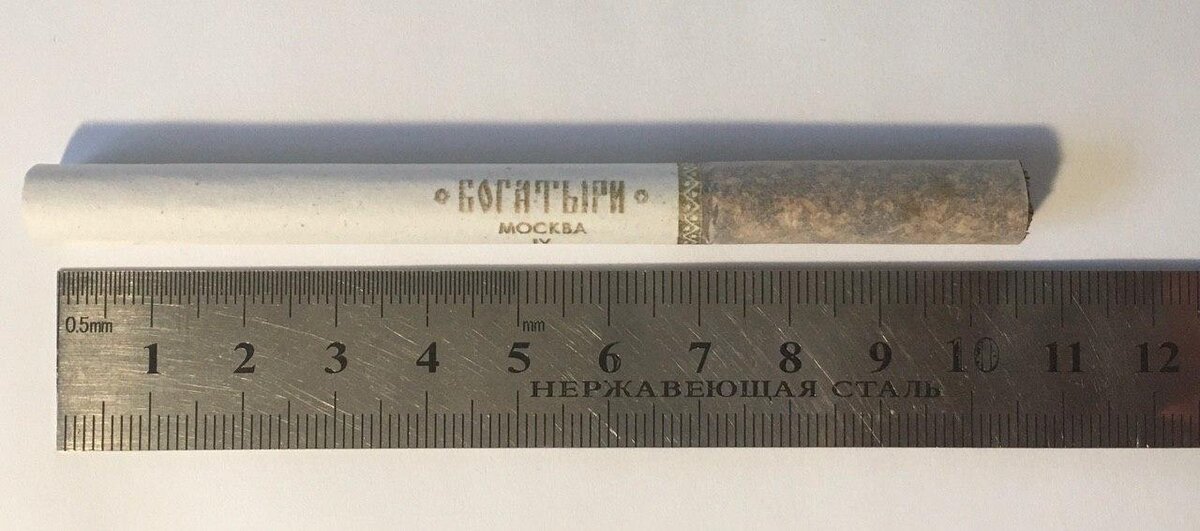 БОГАТЫРИ
МОСКВА
0.5mm
mm
1 2 3 4 5 6 7 8 9 10 11 12
НЕРЖАВЕЮЩАЯ СТАЛЬ